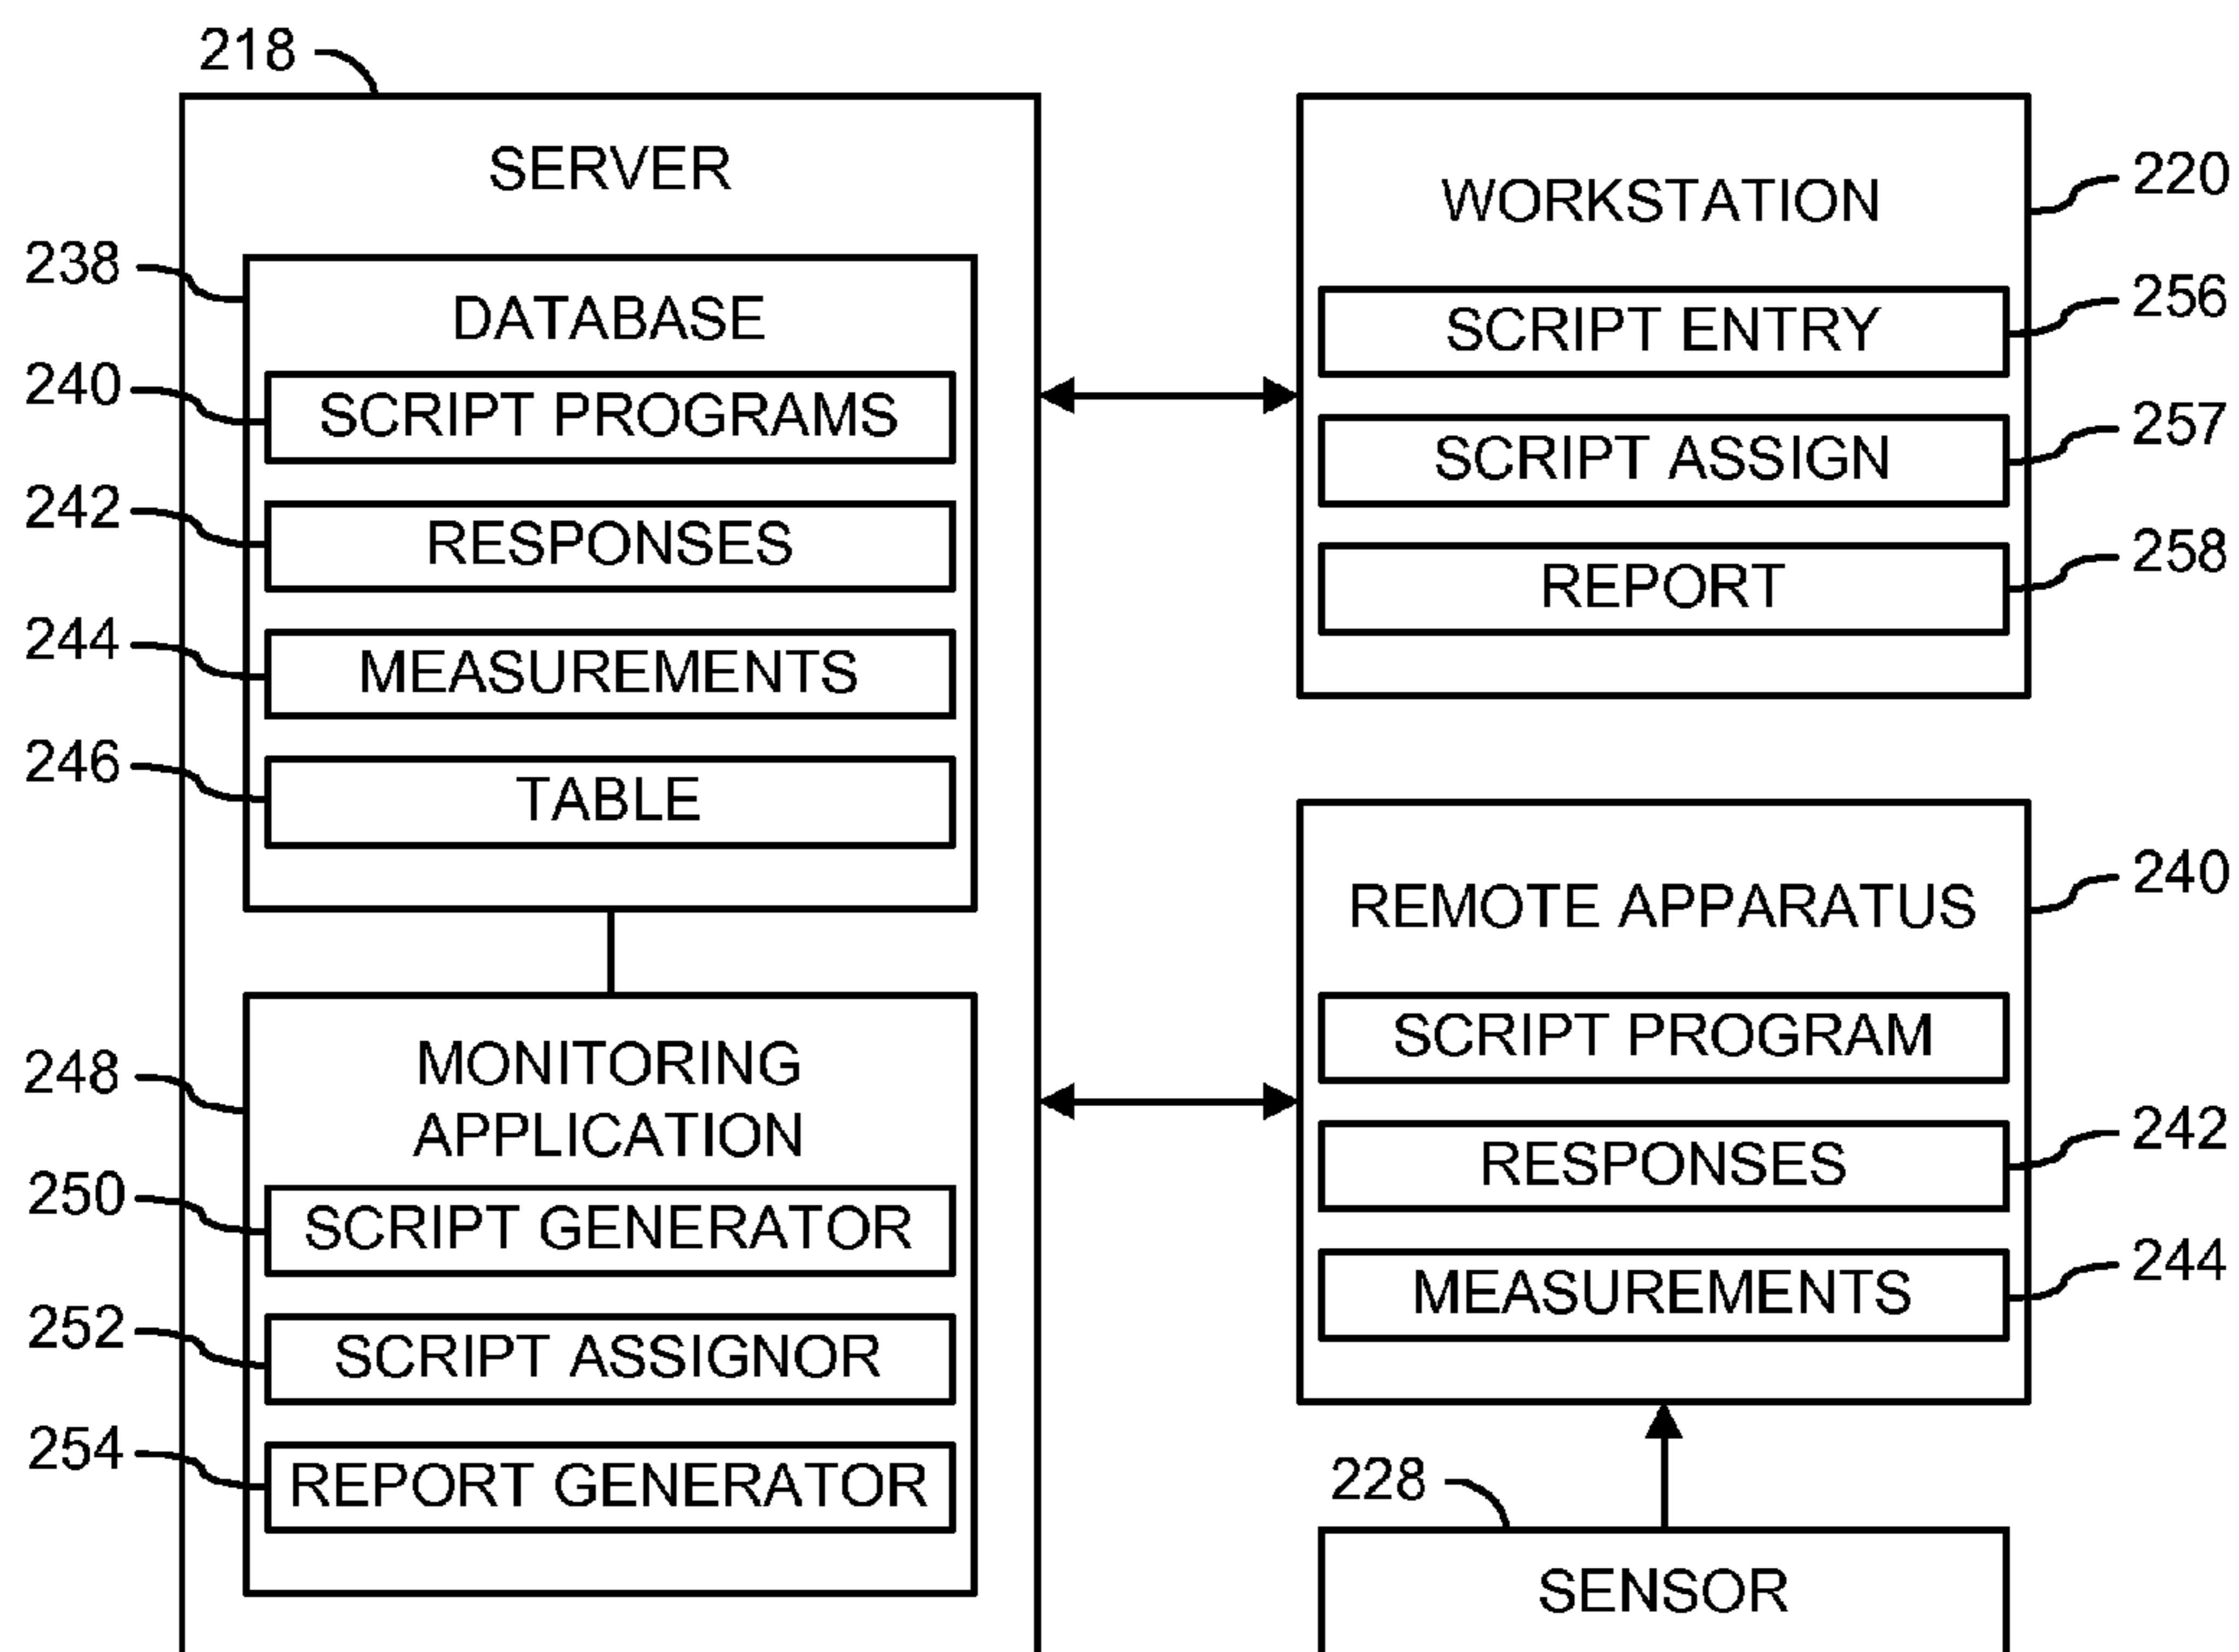 218
SERVER
238
DATABASE
240
SCRIPT PROGRAMS
242
RESPONSES
244
MEASUREMENTS
246
TABLE
248
MONITORING
APPLICATION
250
SCRIPT GENERATOR
252
SCRIPT ASSIGNOR
254
REPORT GENERATOR
WORKSTATION
220
SCRIPT ENTRY
256
SCRIPT ASSIGN
257
REPORT
258
REMOTE APPARATUS
240
SCRIPT PROGRAM
RESPONSES
242
MEASUREMENTS
244
228
SENSOR